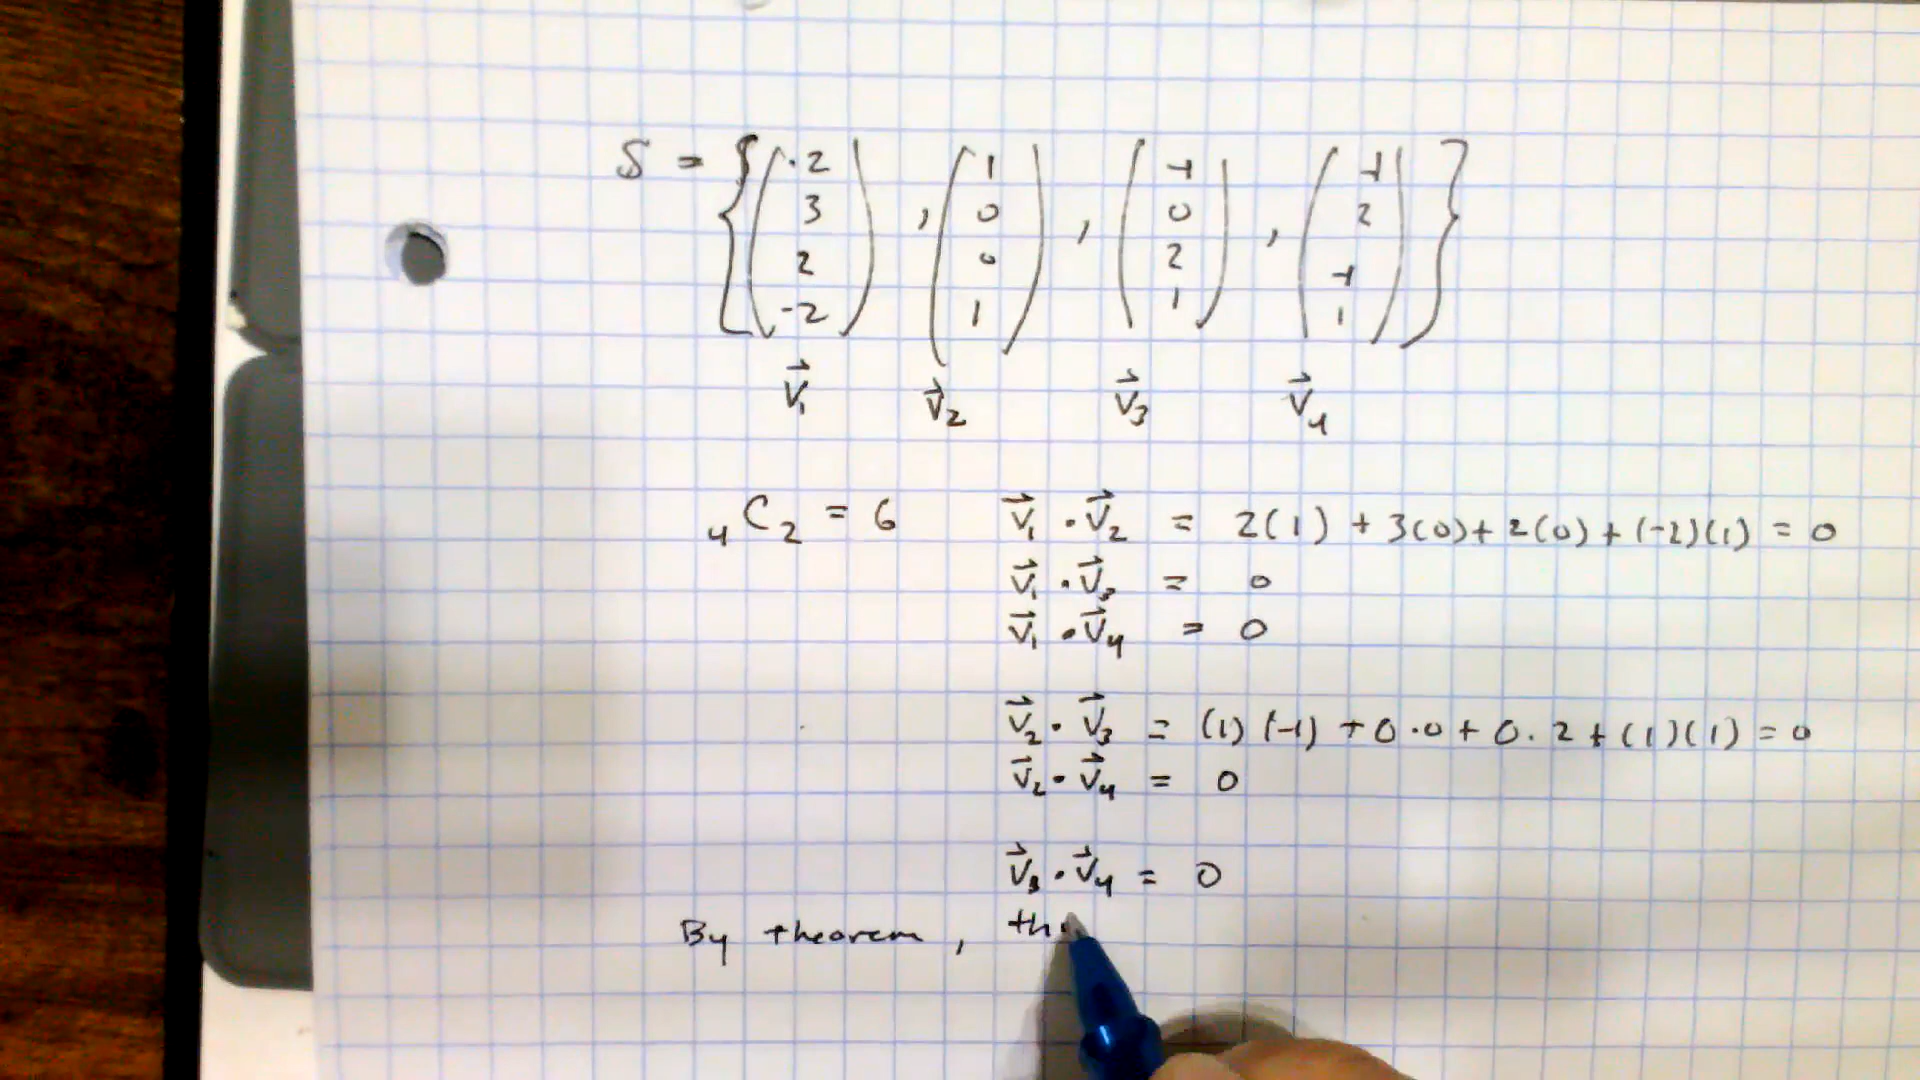 S = { ( 2 3 2 -2 ) , ( 1 0 0 1 ) , ( -1 0 2 1 ) , ( -1 2 -1 1 ) }
v⃗₁ v⃗₂ v⃗₃ v⃗₄
₄C₂ = 6 v⃗₁ · v⃗₂ = 2(1) + 3(0) + 2(0) + (-2)(1) = 0
v⃗₁ · v⃗₃ = 0
v⃗₁ · v⃗₄ = 0
v⃗₂ · v⃗₃ = (1)(-1) + 0·0 + 0·2 + (1)(1) = 0
v⃗₂ · v⃗₄ = 0
v⃗₃ · v⃗₄ = 0
By theorem, th